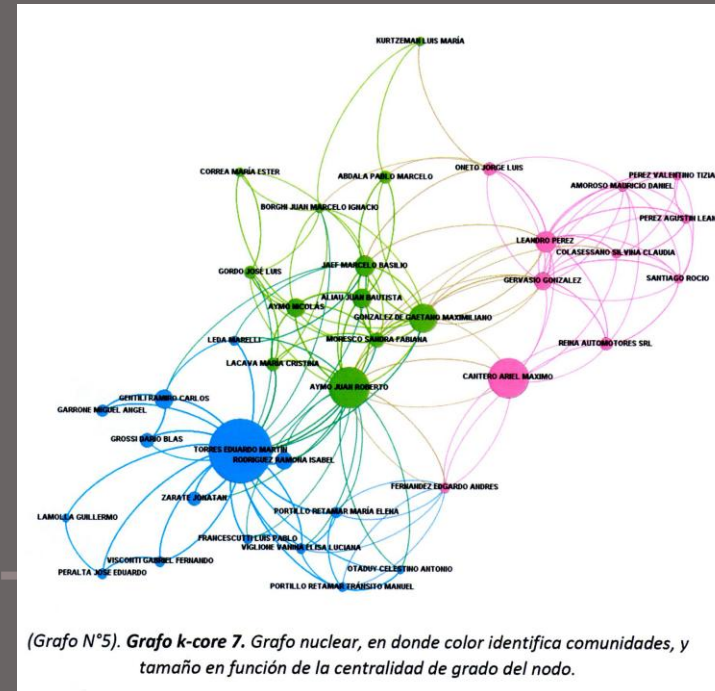 KURTZEMAN LUIS MARÍA
CORREA MARÍA ESTER
ABDALA PABLO MARCELO
ONETO JORGE LUIS
PEREZ VALENTINO TIZIA
AMOROSO MAURICIO DANIEL
BORGHI JUAN MARCELO IGNACIO
PEREZ AGUSTIN LEAN
LEANDRO PEREZ
COLASESSANO SILVINA CLAUDIA
GORDO JOSÉ LUIS
JAEF MARCELO BASILIO
GERVASIO GONZALEZ
SANTIAGO ROCIO
ALIAU JUAN BAUTISTA
AYMO NICOLÁS
GONZALEZ DE GAETANO MAXIMILIANO
LEDA MARELLI
MORESCO SANDRA FABIANA
REINA AUTOMOTORES SRL
LACAVA MARÍA CRISTINA
CANTERO ARIEL MAXIMO
AYMO JUAN ROBERTO
GENTILI RAMIRO CARLOS
GARRONE MIGUEL ANGEL
GROSSI DARIO BLAS
TORRES EDUARDO MARTÍN
RODRIGUEZ RAMONA ISABEL
FERNANDEZ EDGARDO ANDRES
ZARATE JONATAN
PORTILLO RETAMAR MARÍA ELENA
LAMOLLA GUILLERMO
FRANCESCUTTI LUIS PABLO
VIGLIONE VANINA ELISA LUCIANA
VISCONTI GABRIEL FERNANDO
OTADUY CELESTINO ANTONIO
PERALTA JOSE EDUARDO
PORTILLO RETAMAR TRÁNSITO MANUEL
(Grafo N°5). Grafo k-core 7. Grafo nuclear, en donde color identifica comunidades, y
tamaño en función de la centralidad de grado del nodo.